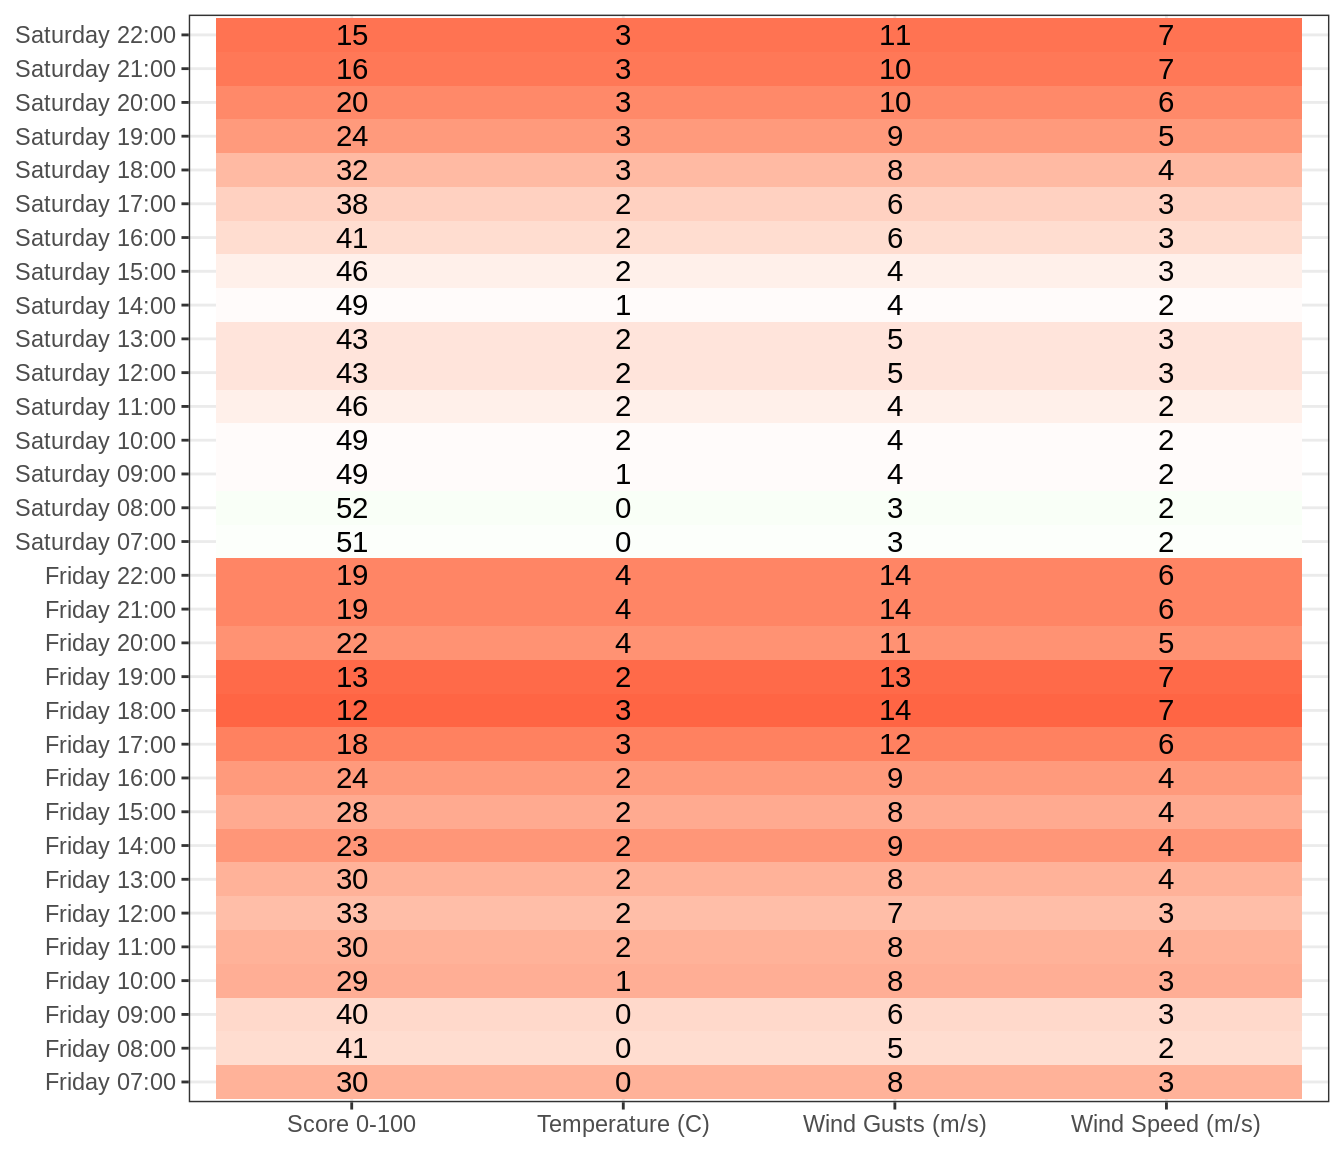 Saturday 22:00 15 3 11 7
Saturday 21:00 16 3 10 7
Saturday 20:00 20 3 10 6
Saturday 19:00 24 3 9 5
Saturday 18:00 32 3 8 4
Saturday 17:00 38 2 6 3
Saturday 16:00 41 2 6 3
Saturday 15:00 46 2 4 3
Saturday 14:00 49 1 4 2
Saturday 13:00 43 2 5 3
Saturday 12:00 43 2 5 3
Saturday 11:00 46 2 4 2
Saturday 10:00 49 2 4 2
Saturday 09:00 49 1 4 2
Saturday 08:00 52 0 3 2
Saturday 07:00 51 0 3 2
Friday 22:00 19 4 14 6
Friday 21:00 19 4 14 6
Friday 20:00 22 4 11 5
Friday 19:00 13 2 13 7
Friday 18:00 12 3 14 7
Friday 17:00 18 3 12 6
Friday 16:00 24 2 9 4
Friday 15:00 28 2 8 4
Friday 14:00 23 2 9 4
Friday 13:00 30 2 8 4
Friday 12:00 33 2 7 3
Friday 11:00 30 2 8 4
Friday 10:00 29 1 8 3
Friday 09:00 40 0 6 3
Friday 08:00 41 0 5 2
Friday 07:00 30 0 8 3
Score 0-100 Temperature (C) Wind Gusts (m/s) Wind Speed (m/s)